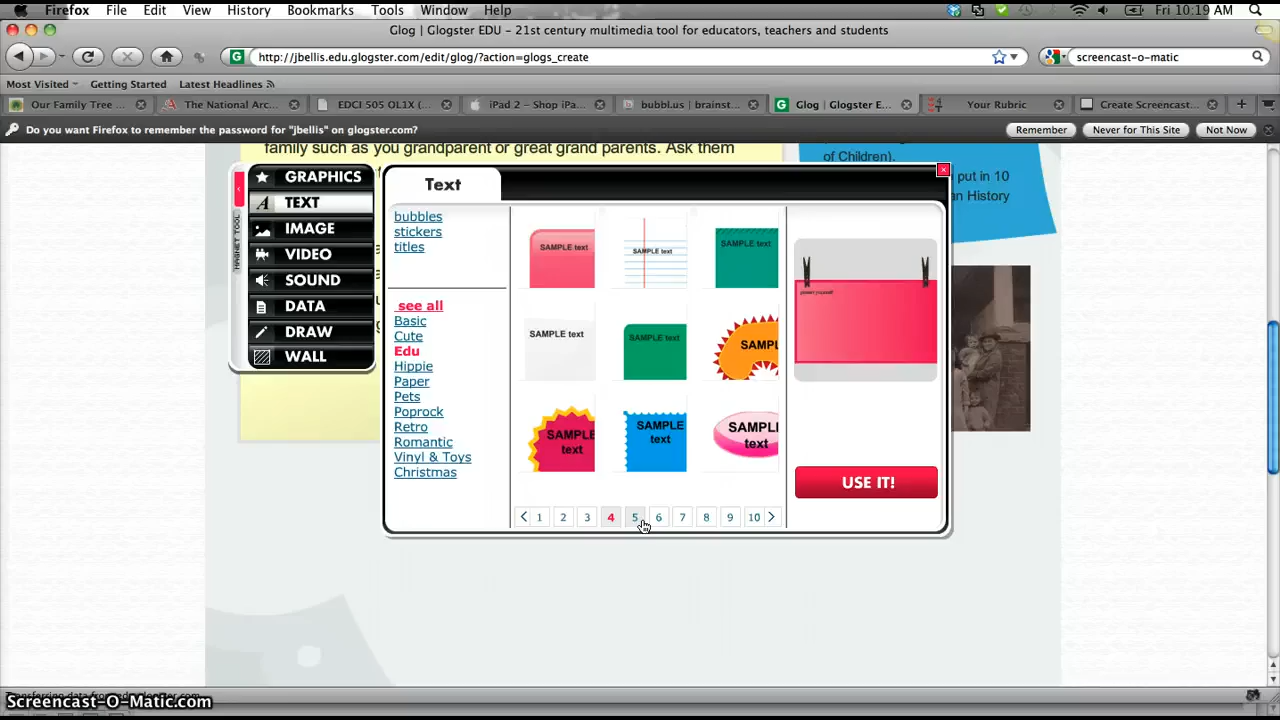 Firefox File Edit View History Bookmarks Tools Window Help Fri 10:19 AM
Glog | Glogster EDU – 21st century multimedia tool for educators, teachers and students
http://jbellis.edu.glogster.com/edit/glog/?action=glogs_create
screencast-o-matic
Most Visited Getting Started Latest Headlines
Our Family Tree ... The National Arc... EDCI 505 OL1X (... iPad 2 – Shop iPa... bubbl.us | brainst... Glog | Glogster E... Your Rubric Create Screencast...
Do you want Firefox to remember the password for "jbellis" on glogster.com? Remember Never for This Site Not Now
family such as you grandparent or great grand parents. Ask them
of Children).
put in 10
an History
MAGNET TOOL
GRAPHICS
TEXT
IMAGE
VIDEO
SOUND
DATA
DRAW
WALL
Text
bubbles
stickers
titles
see all
Basic
Cute
Edu
Hippie
Paper
Pets
Poprock
Retro
Romantic
Vinyl & Toys
Christmas
SAMPLE text SAMPLE text SAMPLE text
SAMPLE text SAMPLE text SAMPL
SAMPLE text SAMPLE text SAMPLE text
1 2 3 4 5 6 7 8 9 10
USE IT!
Screencast-O-Matic.com